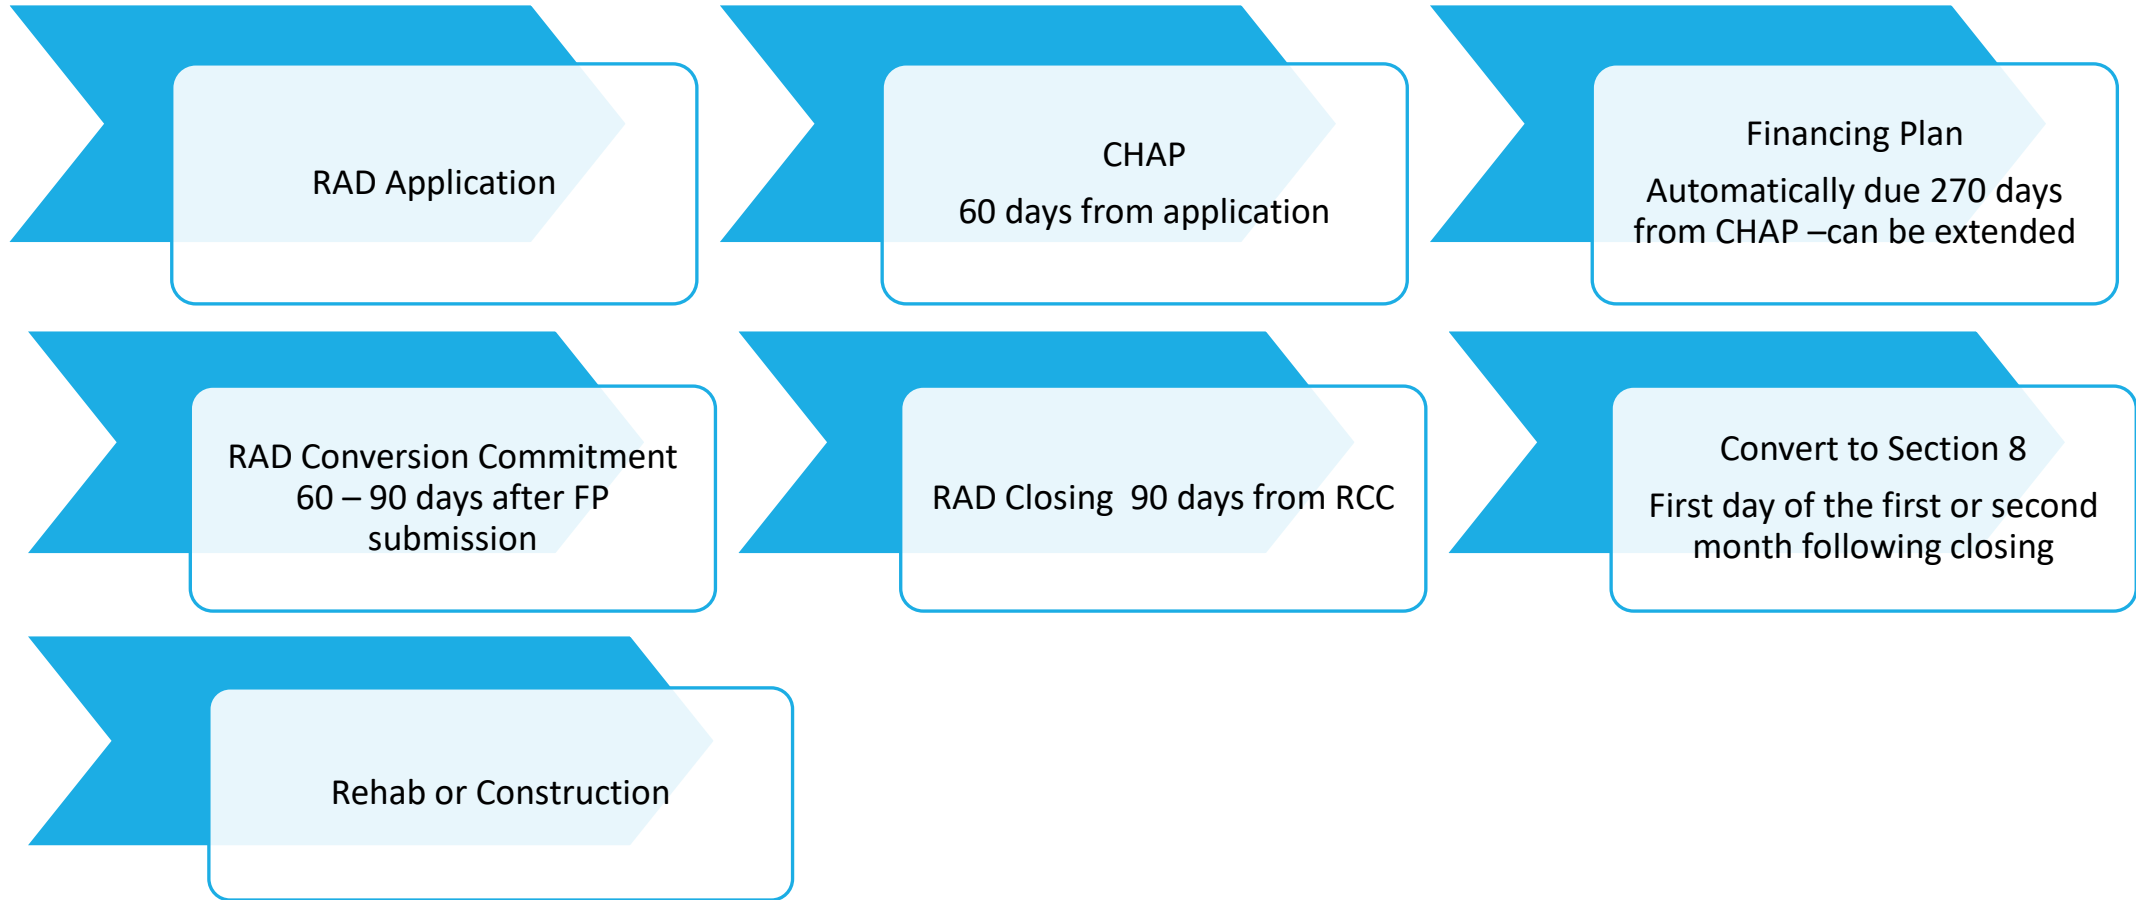 RAD Application
CHAP
60 days from application
Financing Plan
Automatically due 270 days
from CHAP –can be extended
RAD Conversion Commitment
60 – 90 days after FP
submission
RAD Closing  90 days from RCC
Convert to Section 8
First day of the first or second
month following closing
Rehab or Construction